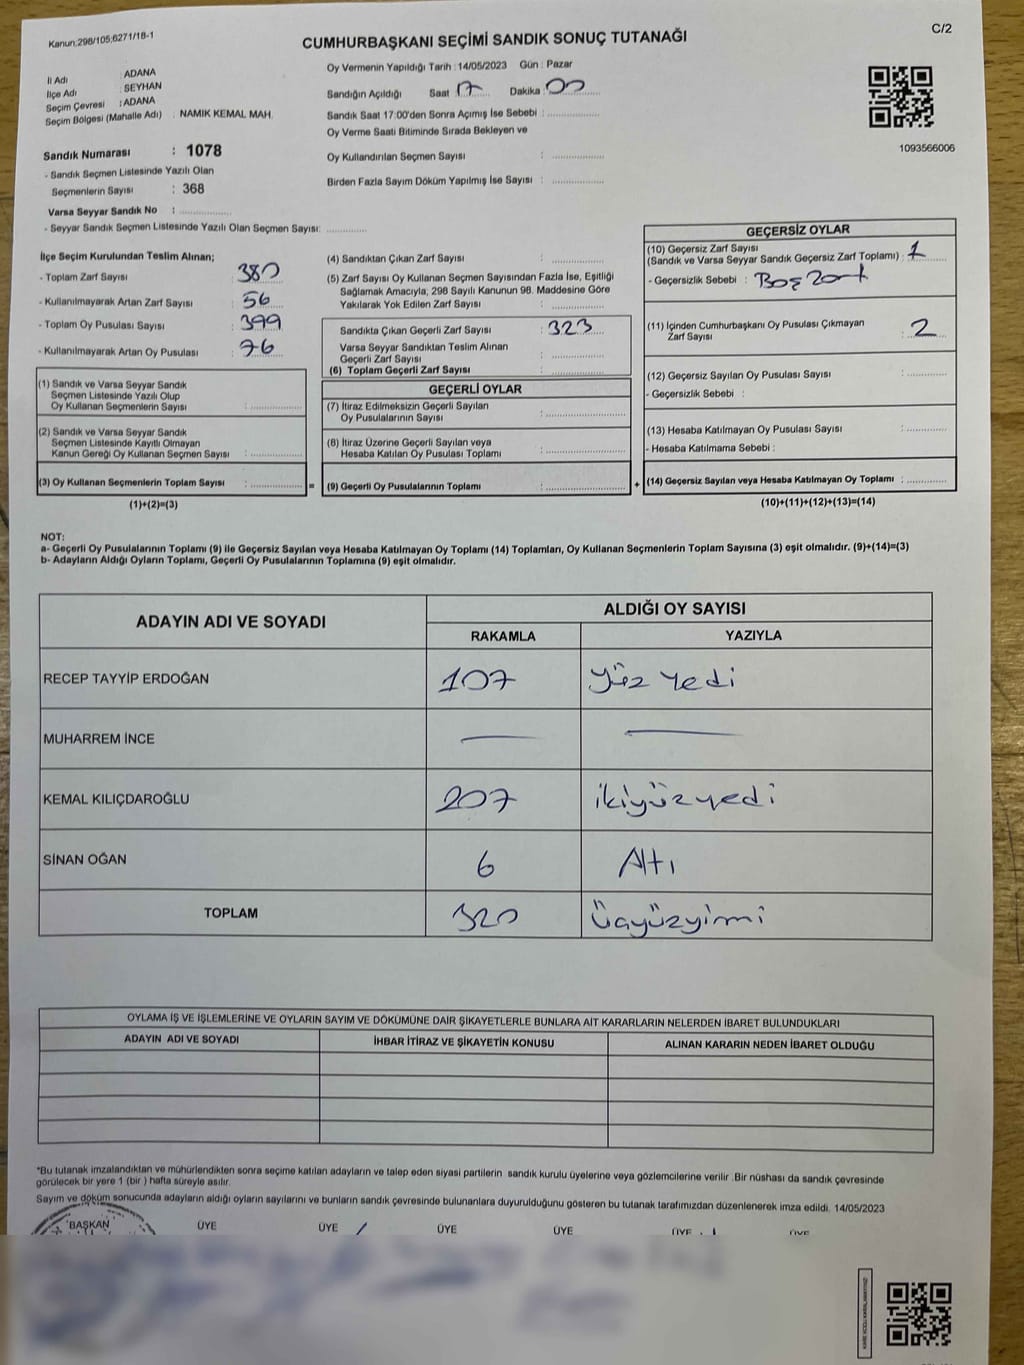 Kanun:298/105;6271/18-1
C/2
CUMHURBAŞKANI SEÇİMİ SANDIK SONUÇ TUTANAĞI
İl Adı : ADANA
İlçe Adı : SEYHAN
Seçim Çevresi : ADANA
Seçim Bölgesi (Mahalle Adı) : NAMIK KEMAL MAH.
Sandık Numarası : 1078
- Sandık Seçmen Listesinde Yazılı Olan
Seçmenlerin Sayısı : 368
Varsa Seyyar Sandık No : ..................
- Seyyar Sandık Seçmen Listesinde Yazılı Olan Seçmen Sayısı: ..............
Oy Vermenin Yapıldığı Tarih : 14/05/2023 Gün : Pazar
Sandığın Açıldığı Saat 17 Dakika : 00
Sandık Saat 17:00'den Sonra Açımış İse Sebebi : ..................
Oy Verme Saati Bitiminde Sırada Bekleyen ve
Oy Kullandırılan Seçmen Sayısı : ..................
Birden Fazla Sayım Döküm Yapılmış İse Sayısı : ..................
1093566006
İlçe Seçim Kurulundan Teslim Alınan;
- Toplam Zarf Sayısı : 380
- Kullanılmayarak Artan Zarf Sayısı : 56
- Toplam Oy Pusulası Sayısı : 399
- Kullanılmayarak Artan Oy Pusulası : 76
(1) Sandık ve Varsa Seyyar Sandık
Seçmen Listesinde Yazılı Olup
Oy Kullanan Seçmenlerin Sayısı : ..................
(2) Sandık ve Varsa Seyyar Sandık
Seçmen Listesinde Kayıtlı Olmayan
Kanun Gereği Oy Kullanan Seçmen Sayısı : ..................
(3) Oy Kullanan Seçmenlerin Toplam Sayısı : .................. =
(1)+(2)=(3)
(4) Sandıktan Çıkan Zarf Sayısı : ..................
(5) Zarf Sayısı Oy Kullanan Seçmen Sayısından Fazla İse, Eşitliği
Sağlamak Amacıyla, 298 Sayılı Kanunun 98. Maddesine Göre
Yakılarak Yok Edilen Zarf Sayısı : ..................
Sandıkta Çıkan Geçerli Zarf Sayısı : 323
Varsa Seyyar Sandıktan Teslim Alınan
Geçerli Zarf Sayısı : ..................
(6) Toplam Geçerli Zarf Sayısı : ..................
GEÇERLİ OYLAR
(7) İtiraz Edilmeksizin Geçerli Sayılan
Oy Pusulalarının Sayısı : ..................
(8) İtiraz Üzerine Geçerli Sayılan veya
Hesaba Katılan Oy Pusulası Toplamı : ..................
(9) Geçerli Oy Pusulalarının Toplamı : .................. +
GEÇERSİZ OYLAR
(10) Geçersiz Zarf Sayısı
(Sandık ve Varsa Seyyar Sandık Geçersiz Zarf Toplamı) : 1
- Geçersizlik Sebebi : Boş zarf
(11) İçinden Cumhurbaşkanı Oy Pusulası Çıkmayan
Zarf Sayısı : 2
(12) Geçersiz Sayılan Oy Pusulası Sayısı : ..................
- Geçersizlik Sebebi :
(13) Hesaba Katılmayan Oy Pusulası Sayısı : ..................
- Hesaba Katılmama Sebebi :
(14) Geçersiz Sayılan veya Hesaba Katılmayan Oy Toplamı : ..................
(10)+(11)+(12)+(13)=(14)
NOT:
a- Geçerli Oy Pusulalarının Toplamı (9) ile Geçersiz Sayılan veya Hesaba Katılmayan Oy Toplamı (14) Toplamları, Oy Kullanan Seçmenlerin Toplam Sayısına (3) eşit olmalıdır. (9)+(14)=(3)
b- Adayların Aldığı Oyların Toplamı, Geçerli Oy Pusulalarının Toplamına (9) eşit olmalıdır.
ADAYIN ADI VE SOYADI
ALDIĞI OY SAYISI
RAKAMLA YAZIYLA
RECEP TAYYİP ERDOĞAN 107 yüz yedi
MUHARREM İNCE — —
KEMAL KILIÇDAROĞLU 207 ikiyüzyedi
SİNAN OĞAN 6 Altı
TOPLAM 320 üçyüzyirmi
OYLAMA İŞ VE İŞLEMLERİNE VE OYLARIN SAYIM VE DÖKÜMÜNE DAİR ŞİKAYETLERLE BUNLARA AİT KARARLARIN NELERDEN İBARET BULUNDUKLARI
ADAYIN ADI VE SOYADI İHBAR İTİRAZ VE ŞİKAYETİN KONUSU ALINAN KARARIN NEDEN İBARET OLDUĞU
*Bu tutanak imzalandıktan ve mühürlendikten sonra seçime katılan adayların ve talep eden siyasi partilerin sandık kurulu üyelerine veya gözlemcilerine verilir .Bir nüshası da sandık çevresinde
görülecek bir yere 1 (bir ) hafta süreyle asılır.
Sayım ve döküm sonucunda adayların aldığı oyların sayılarını ve bunların sandık çevresinde bulunanlara duyurulduğunu gösteren bu tutanak tarafımızdan düzenlenerek imza edildi. 14/05/2023
BAŞKAN ÜYE ÜYE ÜYE ÜYE ÜYE ÜYE